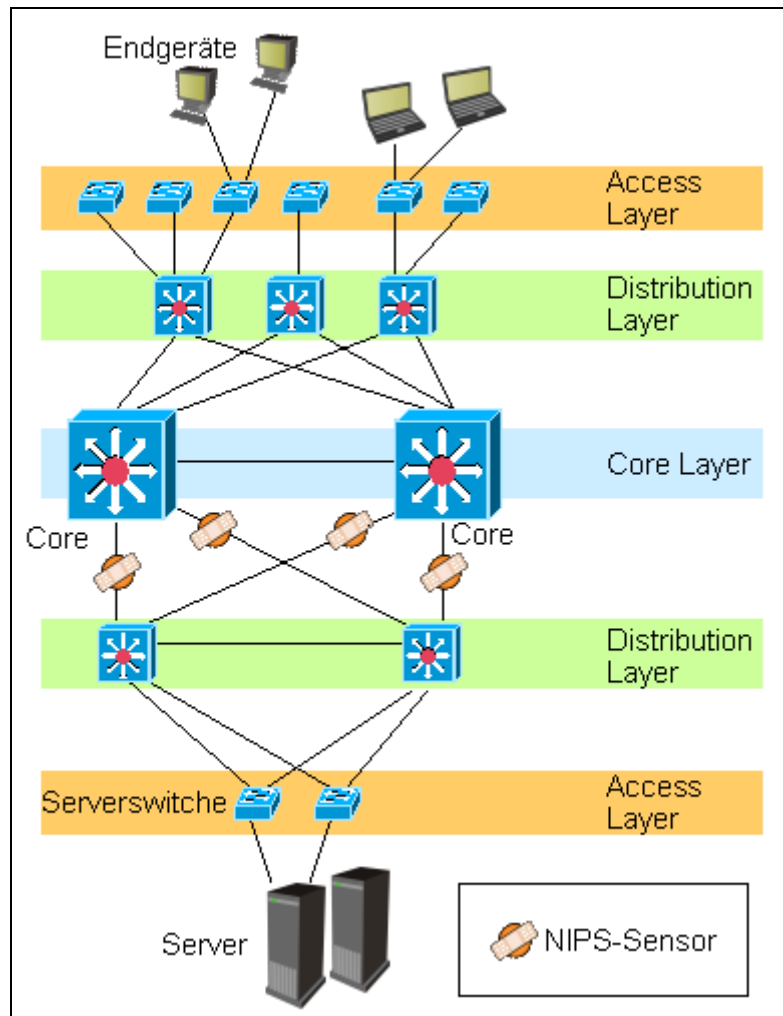 Endgeräte
Access
Layer
Distribution
Layer
Core Layer
Core
Core
Distribution
Layer
Serverswitche
Access
Layer
Server
NIPS-Sensor